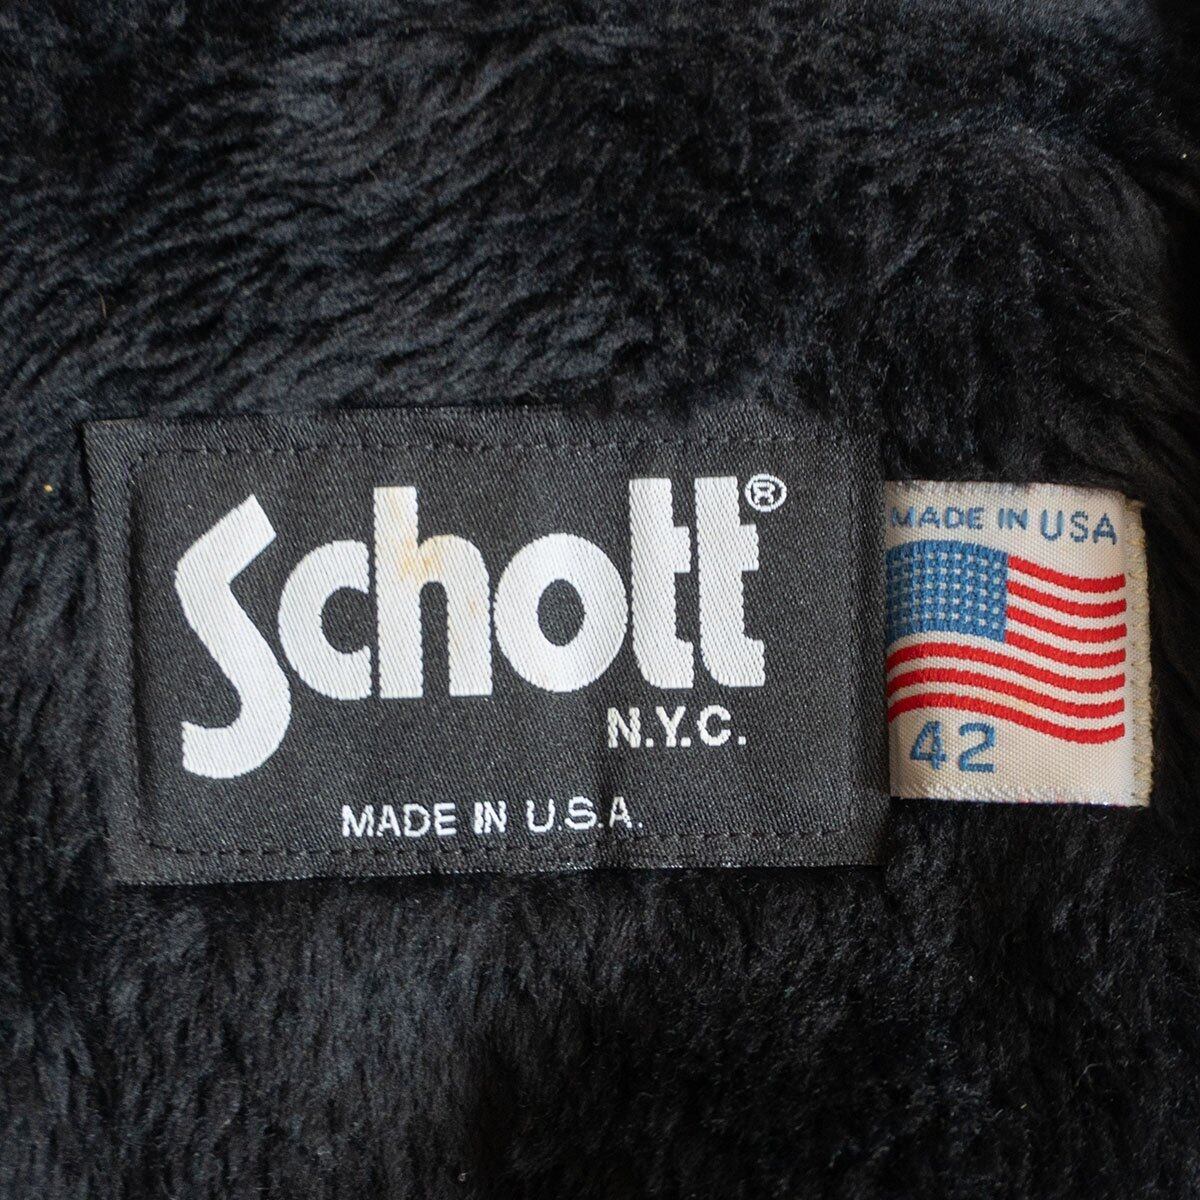 Schott®
N.Y.C.
MADE IN U.S.A.
MADE IN USA
42